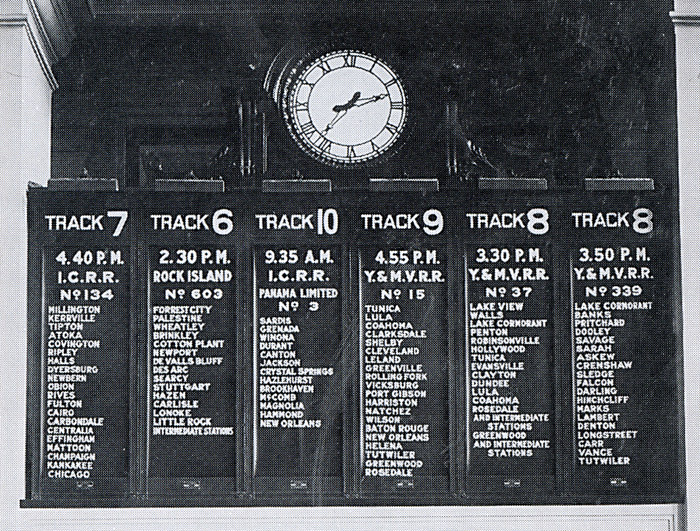 XII
TRACK 7
4.40 P.M.
I.C.R.R.
Nº 134
MILLINGTON
KERRVILLE
TIPTON
ATOKA
COVINGTON
RIPLEY
HALLS
DYERSBURG
NEWBERN
OBION
RIVES
FULTON
CAIRO
CARBONDALE
CENTRALIA
EFFINGHAM
MATTOON
CHAMPAIGN
KANKAKEE
CHICAGO
TRACK 6
2.30 P.M.
ROCK ISLAND
Nº 603
FORREST CITY
PALESTINE
WHEATLEY
BRINKLEY
COTTON PLANT
NEWPORT
DE VALLS BLUFF
DES ARC
SEARCY
STUTTGART
HAZEN
CARLISLE
LONOKE
LITTLE ROCK
INTERMEDIATE STATIONS
TRACK 10
9.35 A.M.
I.C.R.R.
PANAMA LIMITED
Nº 3
SARDIS
GRENADA
WINONA
DURANT
CANTON
JACKSON
CRYSTAL SPRINGS
HAZLEHURST
BROOKHAVEN
McCOMB
MAGNOLIA
HAMMOND
NEW ORLEANS
TRACK 9
4.55 P.M.
Y.&M.V.R.R.
Nº 15
TUNICA
LULA
COAHOMA
CLARKSDALE
SHELBY
CLEVELAND
LELAND
GREENVILLE
ROLLING FORK
VICKSBURG
PORT GIBSON
HARRISTON
NATCHEZ
WILSON
BATON ROUGE
NEW ORLEANS
HELENA
TUTWILER
GREENWOOD
ROSEDALE
TRACK 8
3.30 P.M.
Y.&M.V.R.R.
Nº 37
LAKE VIEW
WALLS
LAKE CORMORANT
PENTON
ROBINSONVILLE
HOLLYWOOD
TUNICA
EVANSVILLE
CLAYTON
DUNDEE
LULA
COAHOMA
ROSEDALE
AND INTERMEDIATE
STATIONS
GREENWOOD
AND INTERMEDIATE
STATIONS
TRACK 8
3.50 P.M.
Y.&M.V.R.R.
Nº 339
LAKE CORMORANT
BANKS
PRITCHARD
DOOLEY
SAVAGE
SARAH
ASKEW
CRENSHAW
SLEDGE
FALCON
DARLING
HINCHCLIFF
MARKS
LAMBERT
DENTON
LONGSTREET
CARR
VANCE
TUTWILER